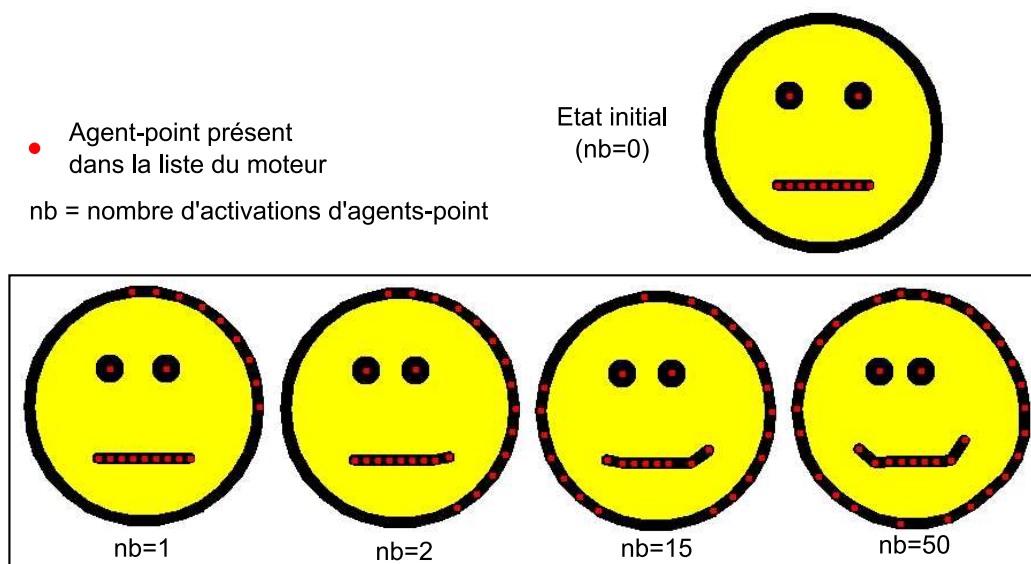 Agent-point présent
dans la liste du moteur
nb = nombre d'activations d'agents-point
Etat initial
(nb=0)
nb=1
nb=2
nb=15
nb=50